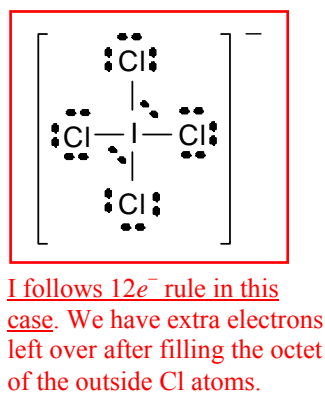 Cl
Cl — I — Cl
Cl
−
I follows 12e⁻ rule in this
case. We have extra electrons
left over after filling the octet
of the outside Cl atoms.